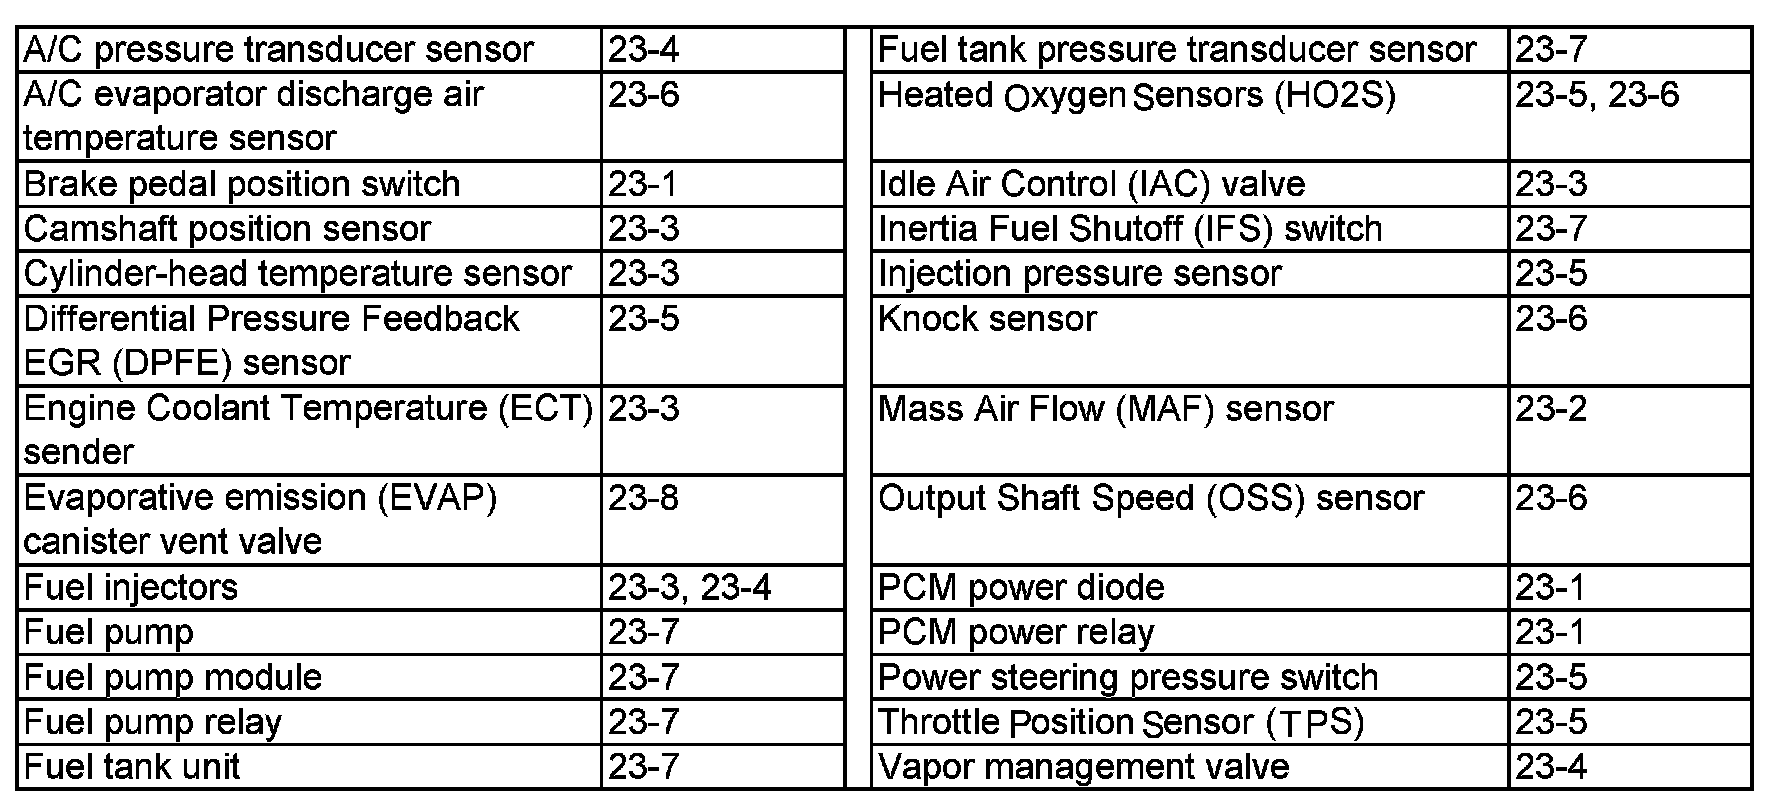 A/C pressure transducer sensor 23-4 Fuel tank pressure transducer sensor 23-7
A/C evaporator discharge air 23-6 Heated Oxygen Sensors (HO2S) 23-5, 23-6
temperature sensor
Brake pedal position switch 23-1 Idle Air Control (IAC) valve 23-3
Camshaft position sensor 23-3 Inertia Fuel Shutoff (IFS) switch 23-7
Cylinder-head temperature sensor 23-3 Injection pressure sensor 23-5
Differential Pressure Feedback 23-5 Knock sensor 23-6
EGR (DPFE) sensor
Engine Coolant Temperature (ECT) 23-3 Mass Air Flow (MAF) sensor 23-2
sender
Evaporative emission (EVAP) 23-8 Output Shaft Speed (OSS) sensor 23-6
canister vent valve
Fuel injectors 23-3, 23-4 PCM power diode 23-1
Fuel pump 23-7 PCM power relay 23-1
Fuel pump module 23-7 Power steering pressure switch 23-5
Fuel pump relay 23-7 Throttle Position Sensor (TPS) 23-5
Fuel tank unit 23-7 Vapor management valve 23-4